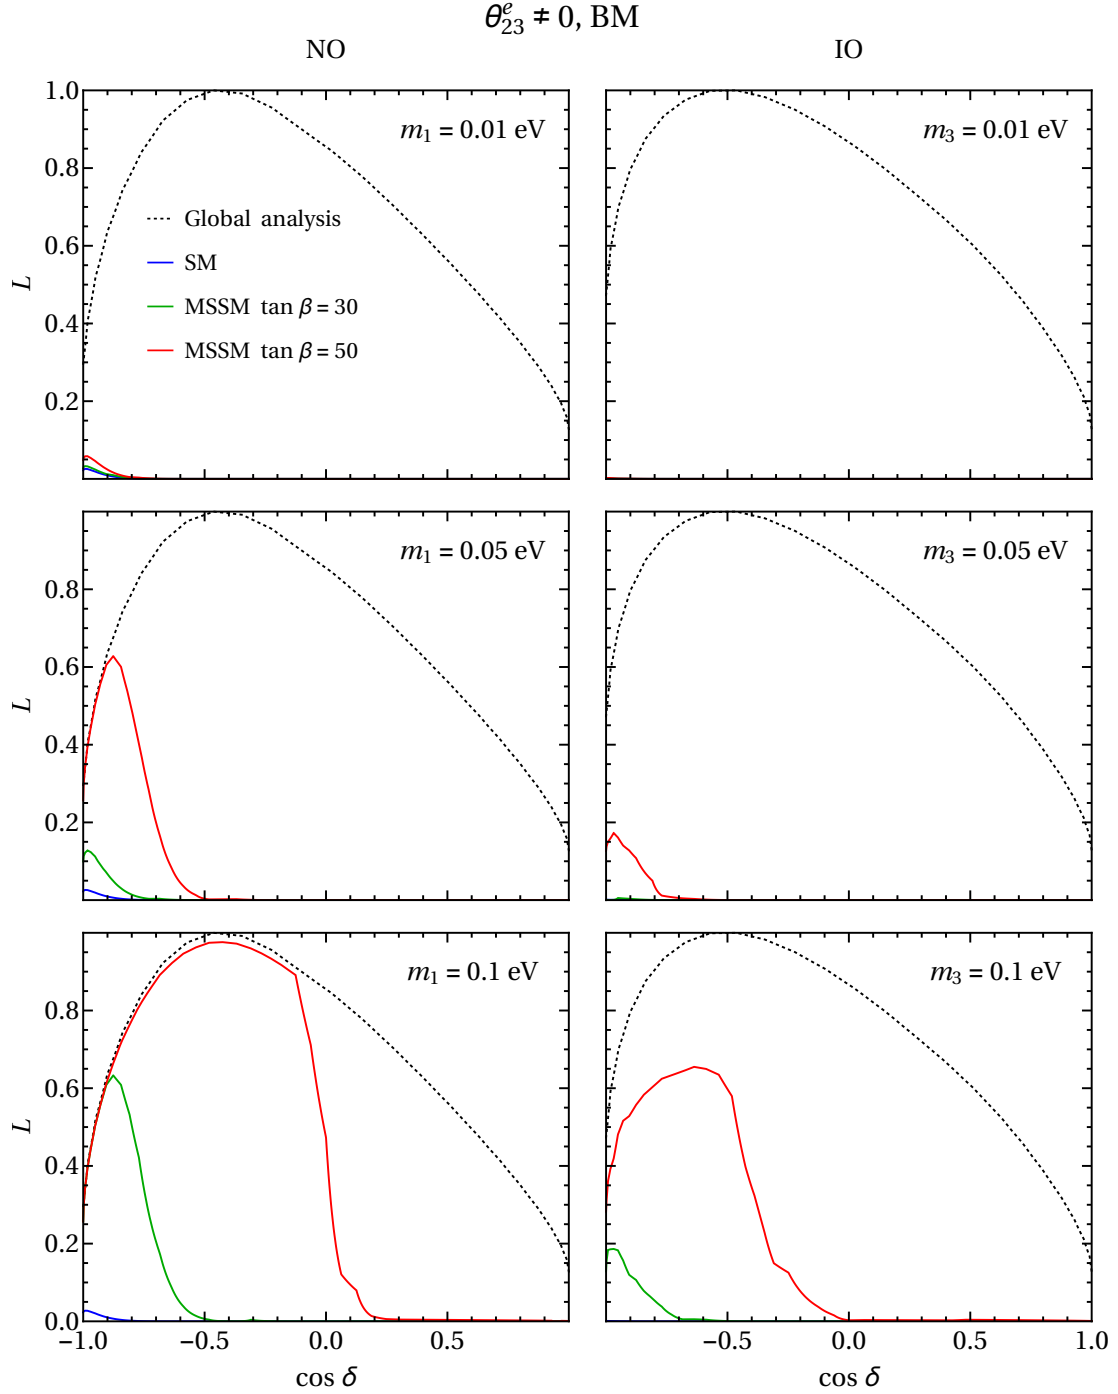 θ₂₃ᵉ ≠ 0, BM
NO
IO
1.0
0.8
0.6
0.4
0.2
L
m₁ = 0.01 eV
Global analysis
SM
MSSM tan β = 30
MSSM tan β = 50
m₃ = 0.01 eV
0.8
0.6
0.4
0.2
L
m₁ = 0.05 eV
m₃ = 0.05 eV
0.8
0.6
0.4
0.2
0.0
L
m₁ = 0.1 eV
m₃ = 0.1 eV
−1.0 −0.5 0.0 0.5
−0.5 0.0 0.5 1.0
cos δ
cos δ